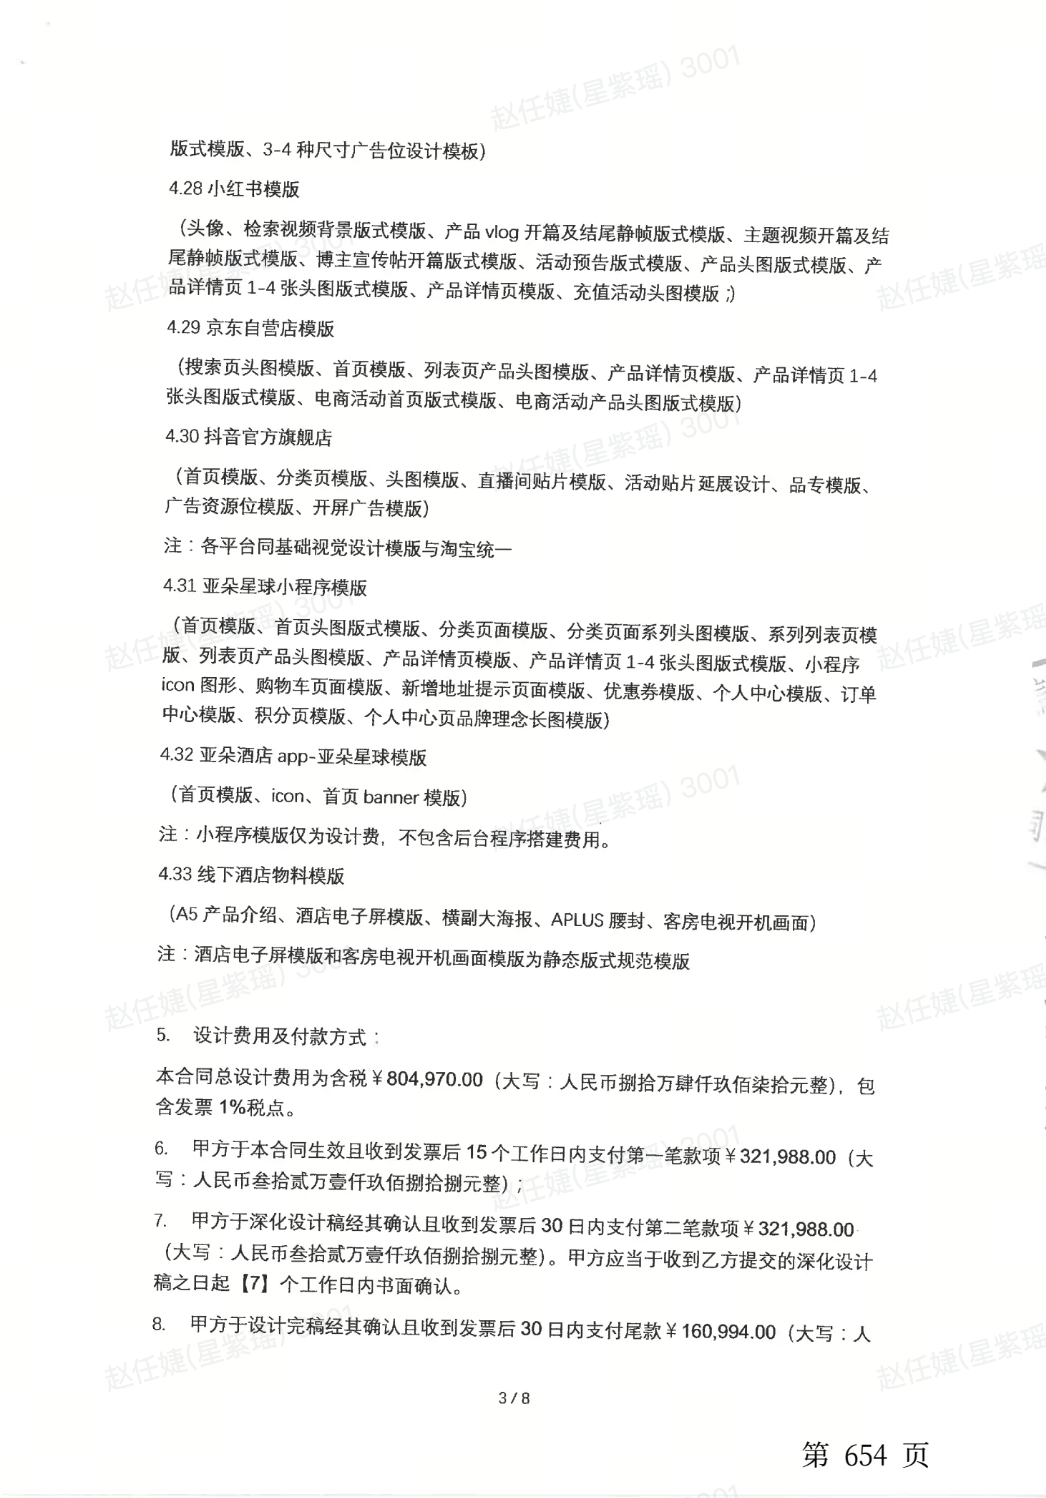 版式模版、3-4 种尺寸广告位设计模板）
4.28 小红书模版
（头像、检索视频背景版式模版、产品 vlog 开篇及结尾静帧版式模版、主题视频开篇及结
尾静帧版式模版、博主宣传帖开篇版式模版、活动预告版式模版、产品头图版式模版、产
品详情页 1-4 张头图版式模版、产品详情页模版、充值活动头图模版；）
4.29 京东自营店模版
（搜索页头图模版、首页模版、列表页产品头图模版、产品详情页模版、产品详情页 1-4
张头图版式模版、电商活动首页版式模版、电商活动产品头图版式模版）
4.30 抖音官方旗舰店
（首页模版、分类页模版、头图模版、直播间贴片模版、活动贴片延展设计、品专模版、
广告资源位模版、开屏广告模版）
注：各平台同基础视觉设计模版与淘宝统一
4.31 亚朵星球小程序模版
（首页模版、首页头图版式模版、分类页面模版、分类页面系列头图模版、系列列表页模
版、列表页产品头图模版、产品详情页模版、产品详情页 1-4 张头图版式模版、小程序
icon 图形、购物车页面模版、新增地址提示页面模版、优惠券模版、个人中心模版、订单
中心模版、积分页模版、个人中心页品牌理念长图模版）
4.32 亚朵酒店 app-亚朵星球模版
（首页模版、icon、首页 banner 模版）
注：小程序模版仅为设计费，不包含后台程序搭建费用。
4.33 线下酒店物料模版
（A5 产品介绍、酒店电子屏模版、横副大海报、APLUS 腰封、客房电视开机画面）
注：酒店电子屏模版和客房电视开机画面模版为静态版式规范模版
5. 设计费用及付款方式：
本合同总设计费用为含税￥804,970.00（大写：人民币捌拾万肆仟玖佰柒拾元整），包
含发票 1%税点。
6. 甲方于本合同生效且收到发票后 15 个工作日内支付第一笔款项￥321,988.00（大
写：人民币叁拾贰万壹仟玖佰捌拾捌元整）；
7. 甲方于深化设计稿经其确认且收到发票后 30 日内支付第二笔款项￥321,988.00
（大写：人民币叁拾贰万壹仟玖佰捌拾捌元整）。甲方应当于收到乙方提交的深化设计
稿之日起【7】个工作日内书面确认。
8. 甲方于设计完稿经其确认且收到发票后 30 日内支付尾款￥160,994.00（大写：人
3 / 8
第 654 页
赵任婕(星紫瑶) 3001